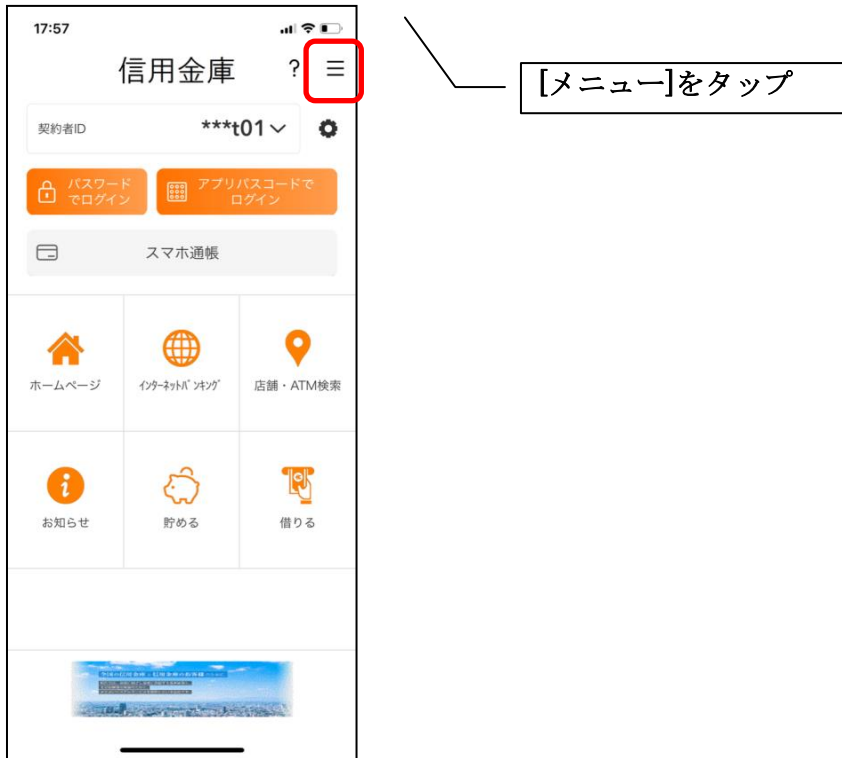 17:57
信用金庫
?
[メニュー]をタップ
契約者ID
***t01
パスワード
でログイン
アプリパスコードで
ログイン
スマホ通帳
ホームページ
インターネットバンキング
店舗・ATM検索
お知らせ
貯める
借りる